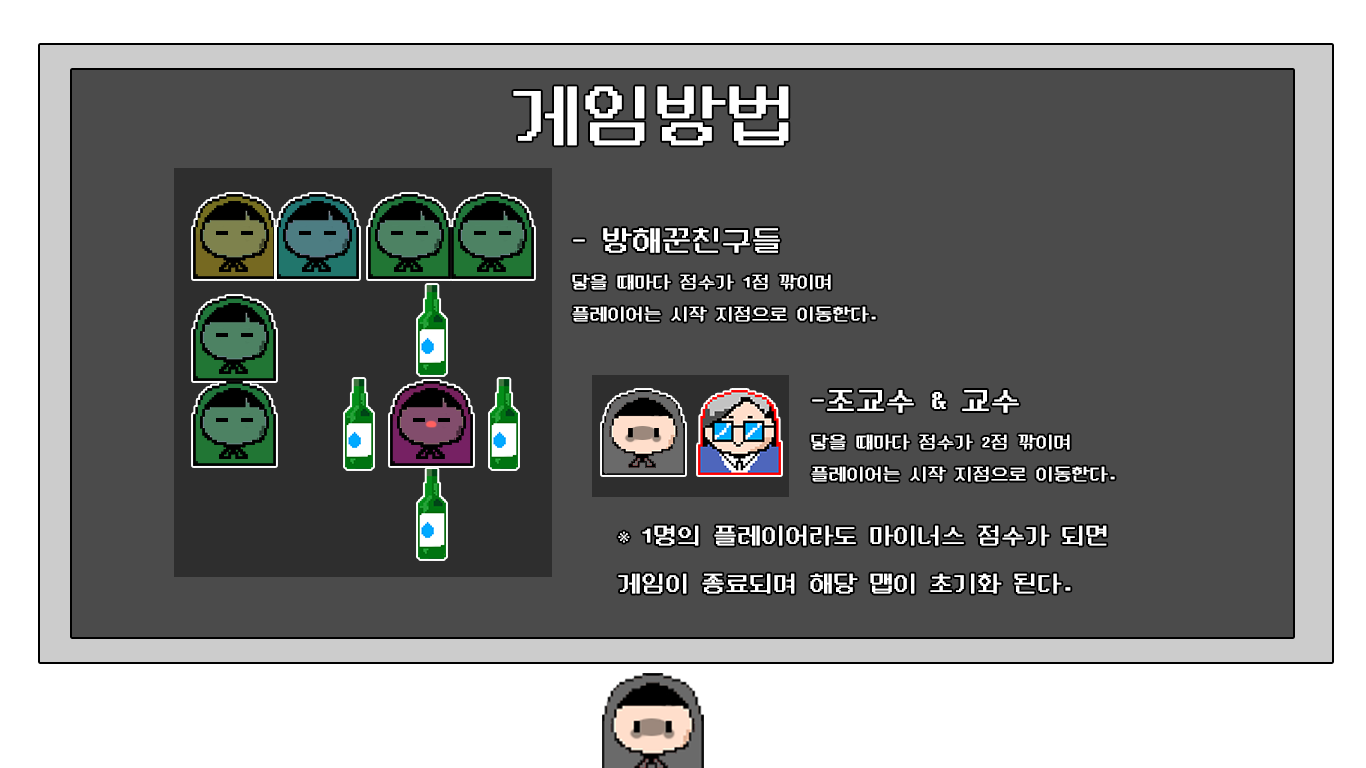 게임방법
- 방해꾼친구들
닿을 때마다 점수가 1점 깎이며
플레이어는 시작 지점으로 이동한다.
-조교수 & 교수
닿을 때마다 점수가 2점 깎이며
플레이어는 시작 지점으로 이동한다.
※ 1명의 플레이어라도 마이너스 점수가 되면
게임이 종료되며 해당 맵이 초기화 된다.